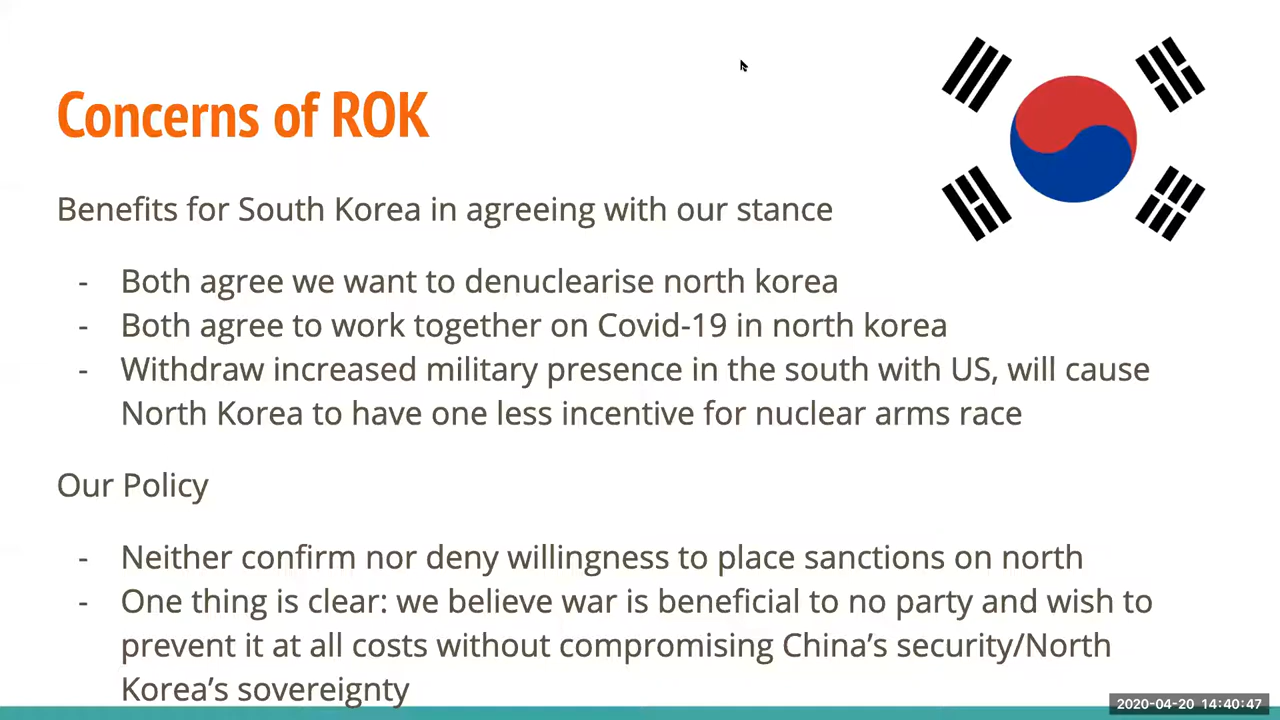 Concerns of ROK
Benefits for South Korea in agreeing with our stance
- Both agree we want to denuclearise north korea
- Both agree to work together on Covid-19 in north korea
- Withdraw increased military presence in the south with US, will cause
North Korea to have one less incentive for nuclear arms race
Our Policy
- Neither confirm nor deny willingness to place sanctions on north
- One thing is clear: we believe war is beneficial to no party and wish to
prevent it at all costs without compromising China’s security/North
Korea’s sovereignty
2020-04-20 14:40:47